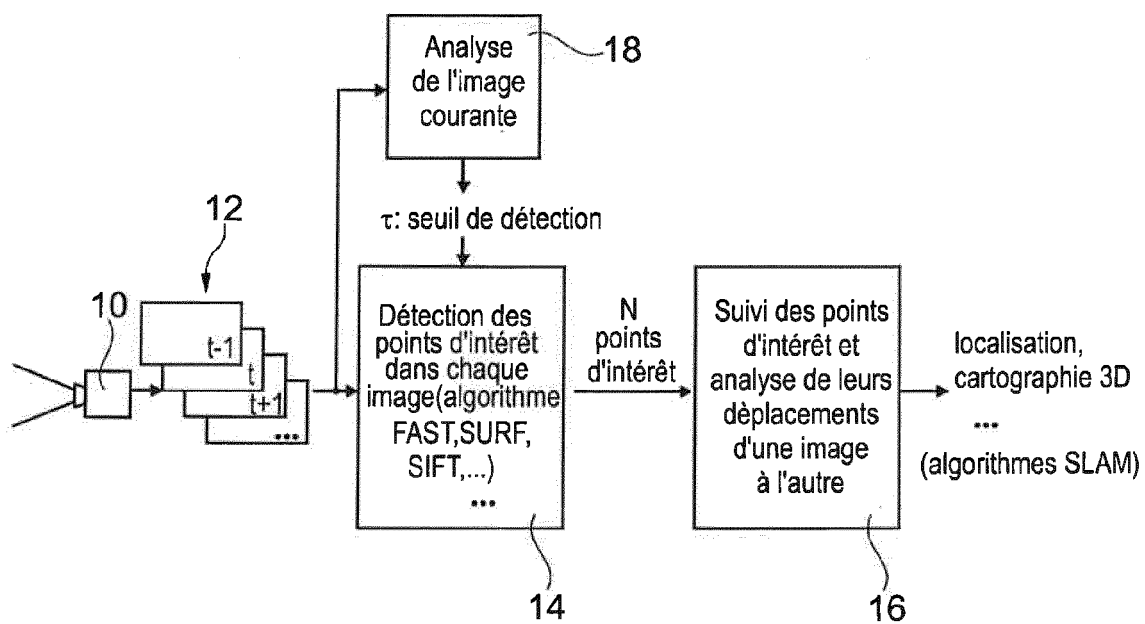 Analyse
de l'image
courante
18
τ: seuil de détection
12
10
t-1
t
t+1
...
Détection des
points d'intérêt
dans chaque
image(algorithme
FAST,SURF,
SIFT,...)
...
14
N
points
d'intérêt
Suivi des points
d'intérêt et
analyse de leurs
dèplacements
d'une image
à l'autre
16
localisation,
cartographie 3D
...
(algorithmes SLAM)